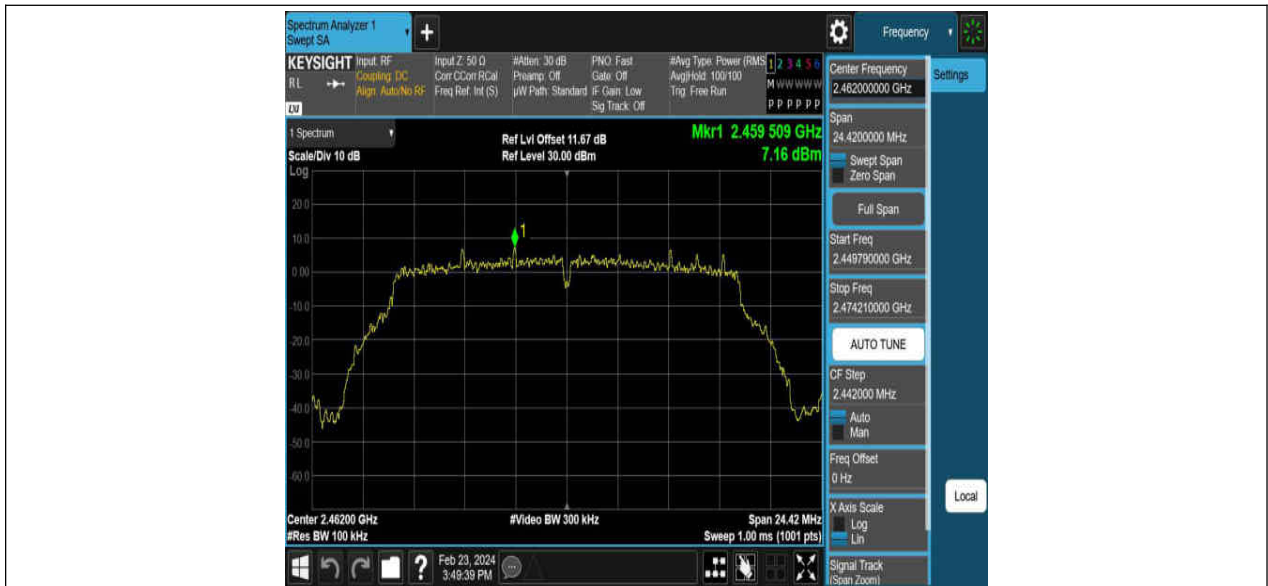 Spectrum Analyzer 1
Swept SA
+
Frequency
KEYSIGHT
RL
LXI
Input: RF
Coupling: DC
Align: Auto/No RF
Input Z: 50 Ω
Corr CCorr RCal
Freq Ref: Int (S)
#Atten: 30 dB
Preamp: Off
µW Path: Standard
PNO: Fast
Gate: Off
IF Gain: Low
Sig Track: Off
#Avg Type: Power (RMS
Avg|Hold: 100/100
Trig: Free Run
1 2 3 4 5 6
M W W W W W
P P P P P P
1 Spectrum
Scale/Div 10 dB
Log
Ref Lvl Offset 11.67 dB
Ref Level 30.00 dBm
Mkr1 2.459 509 GHz
7.16 dBm
20.0
10.0
0.00
-10.0
-20.0
-30.0
-40.0
-50.0
-60.0
1
Center 2.46200 GHz
#Res BW 100 kHz
#Video BW 300 kHz
Span 24.42 MHz
Sweep 1.00 ms (1001 pts)
Center Frequency
2.462000000 GHz
Span
24.4200000 MHz
Swept Span
Zero Span
Full Span
Start Freq
2.449790000 GHz
Stop Freq
2.474210000 GHz
AUTO TUNE
CF Step
2.442000 MHz
Auto
Man
Freq Offset
0 Hz
X Axis Scale
Log
Lin
Signal Track
(Span Zoom)
Settings
Local
?
Feb 23, 2024
3:49:39 PM